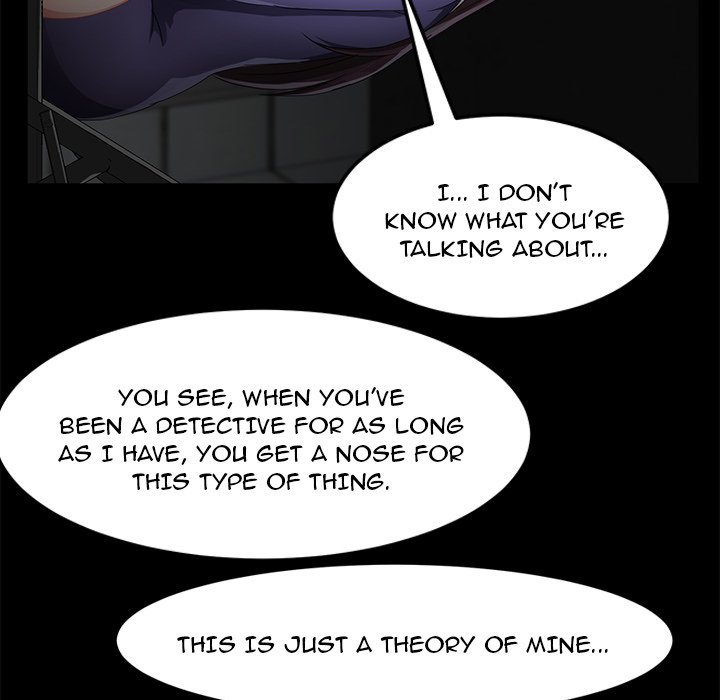 I... I DON'T
KNOW WHAT YOU'RE
TALKING ABOUT...
YOU SEE, WHEN YOU'VE
BEEN A DETECTIVE FOR AS LONG
AS I HAVE, YOU GET A NOSE FOR
THIS TYPE OF THING.
THIS IS JUST A THEORY OF MINE...